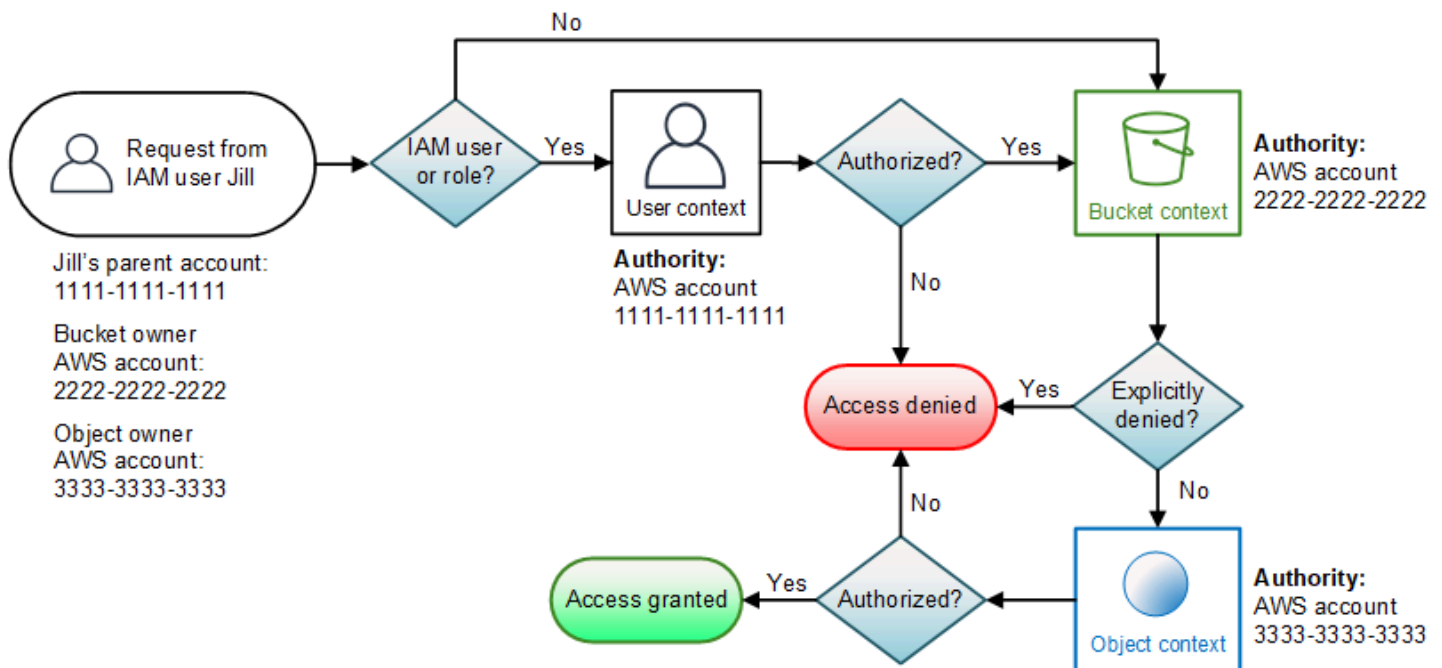 No
Request from
IAM user Jill
IAM user
or role?
Yes
User context
Authorized?
Yes
Bucket context
Authority:
AWS account
2222-2222-2222
Jill's parent account:
1111-1111-1111
Bucket owner
AWS account:
2222-2222-2222
Object owner
AWS account:
3333-3333-3333
Authority:
AWS account
1111-1111-1111
No
Access denied
Yes
Explicitly
denied?
No
No
Access granted
Yes
Authorized?
Object context
Authority:
AWS account
3333-3333-3333